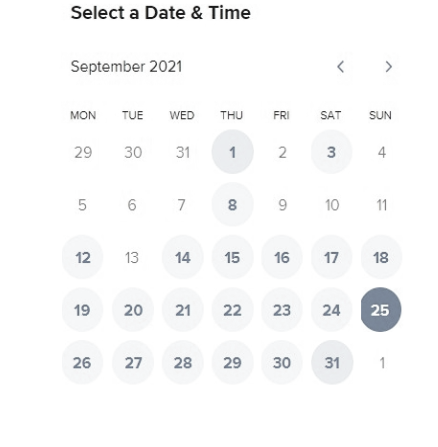 Select a Date & Time
September 2021
MON TUE WED THU FRI SAT SUN
29 30 31 1 2 3 4
5 6 7 8 9 10 11
12 13 14 15 16 17 18
19 20 21 22 23 24 25
26 27 28 29 30 31 1